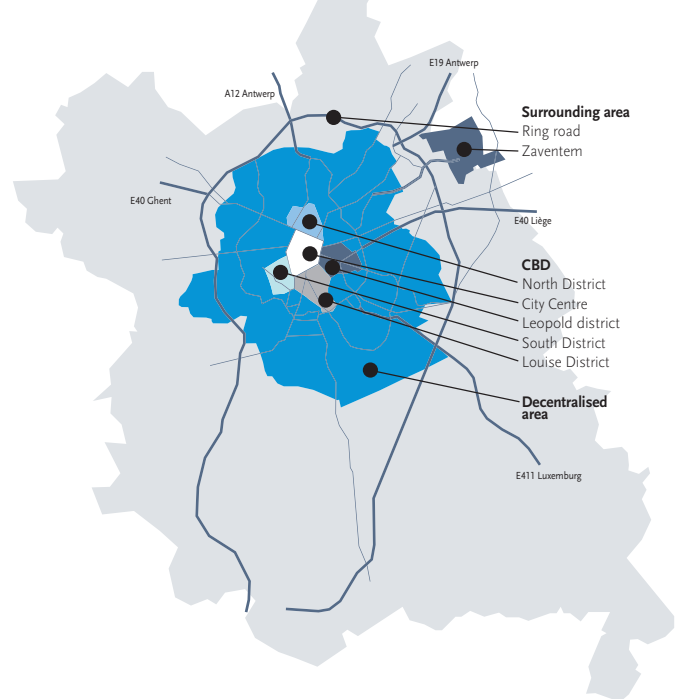 E19 Antwerp
A12 Antwerp
Surrounding area
Ring road
Zaventem
E40 Ghent
E40 Liège
CBD
North District
City Centre
Leopold district
South District
Louise District
Decentralised
area
E411 Luxemburg